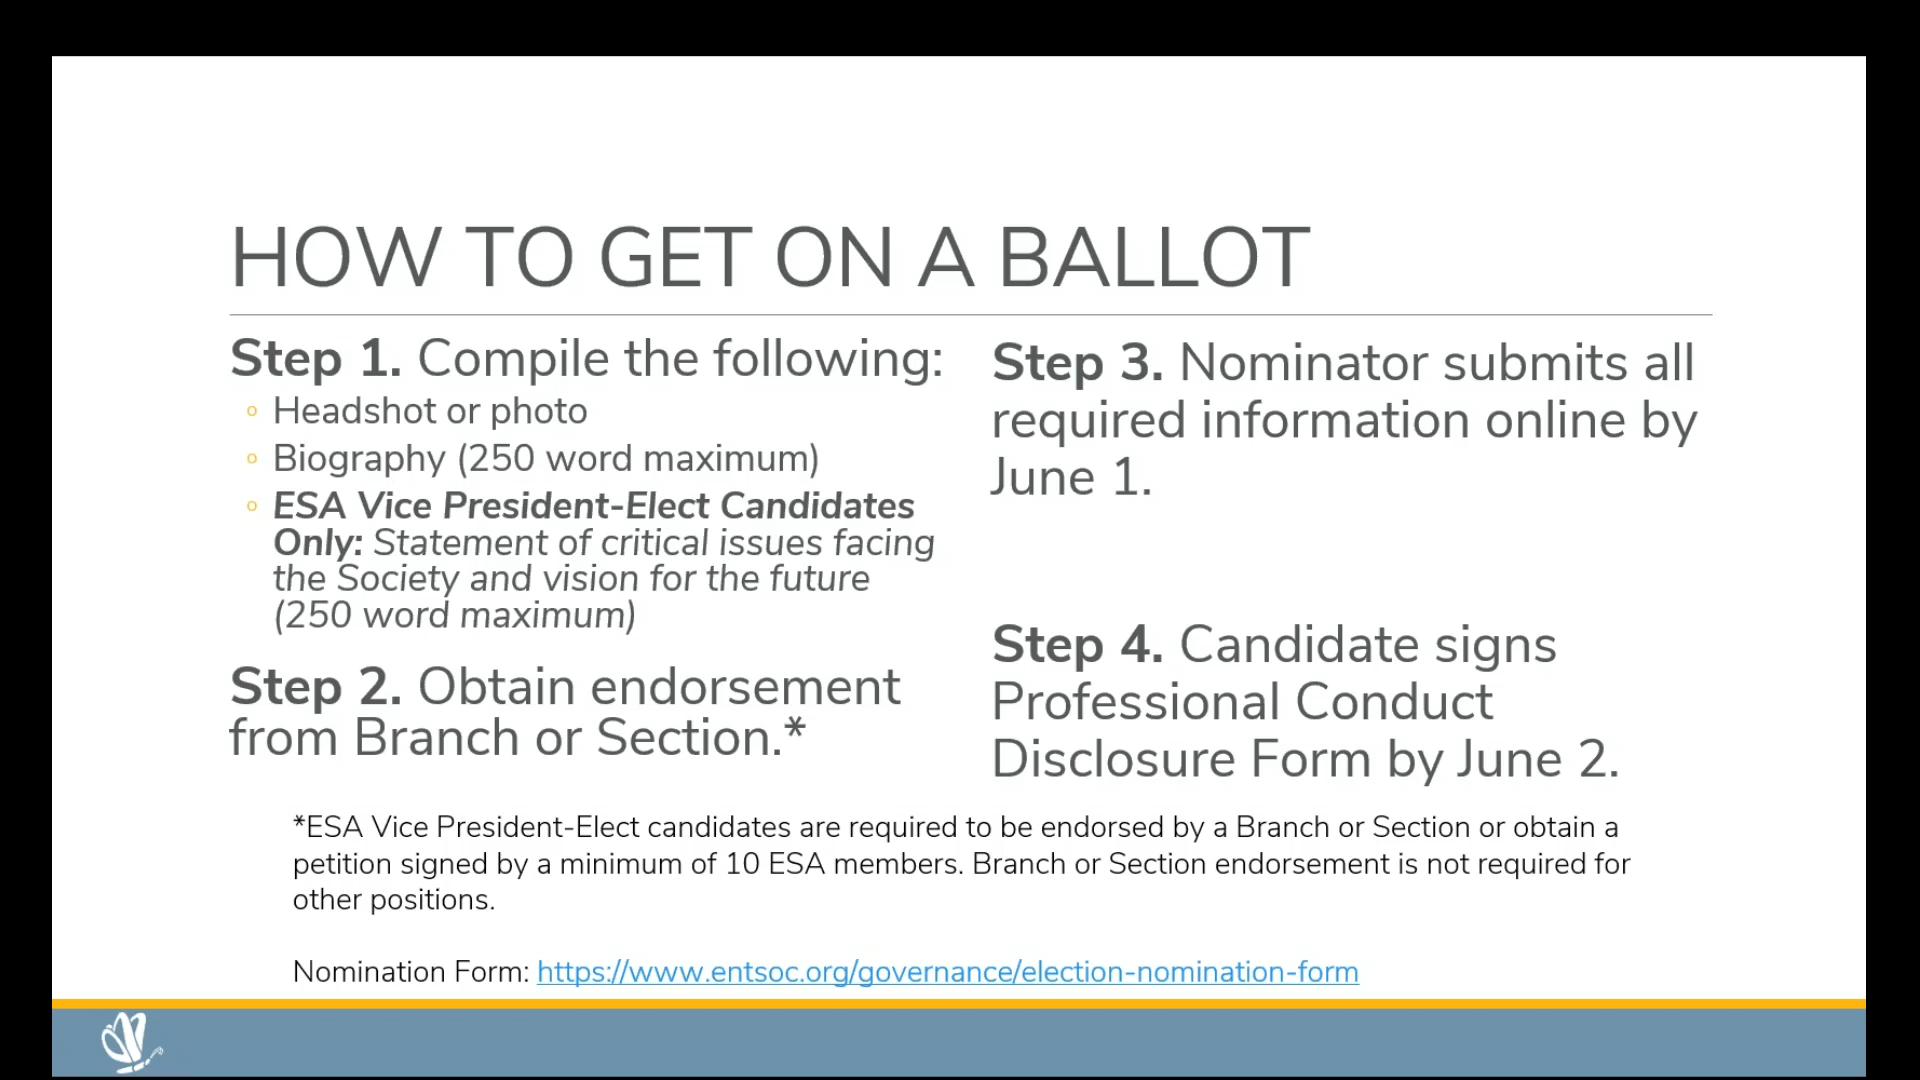 HOW TO GET ON A BALLOT
Step 1. Compile the following:
Headshot or photo
Biography (250 word maximum)
ESA Vice President-Elect Candidates
Only: Statement of critical issues facing
the Society and vision for the future
(250 word maximum)
Step 2. Obtain endorsement
from Branch or Section.*
Step 3. Nominator submits all
required information online by
June 1.
Step 4. Candidate signs
Professional Conduct
Disclosure Form by June 2.
*ESA Vice President-Elect candidates are required to be endorsed by a Branch or Section or obtain a
petition signed by a minimum of 10 ESA members. Branch or Section endorsement is not required for
other positions.
Nomination Form: https://www.entsoc.org/governance/election-nomination-form